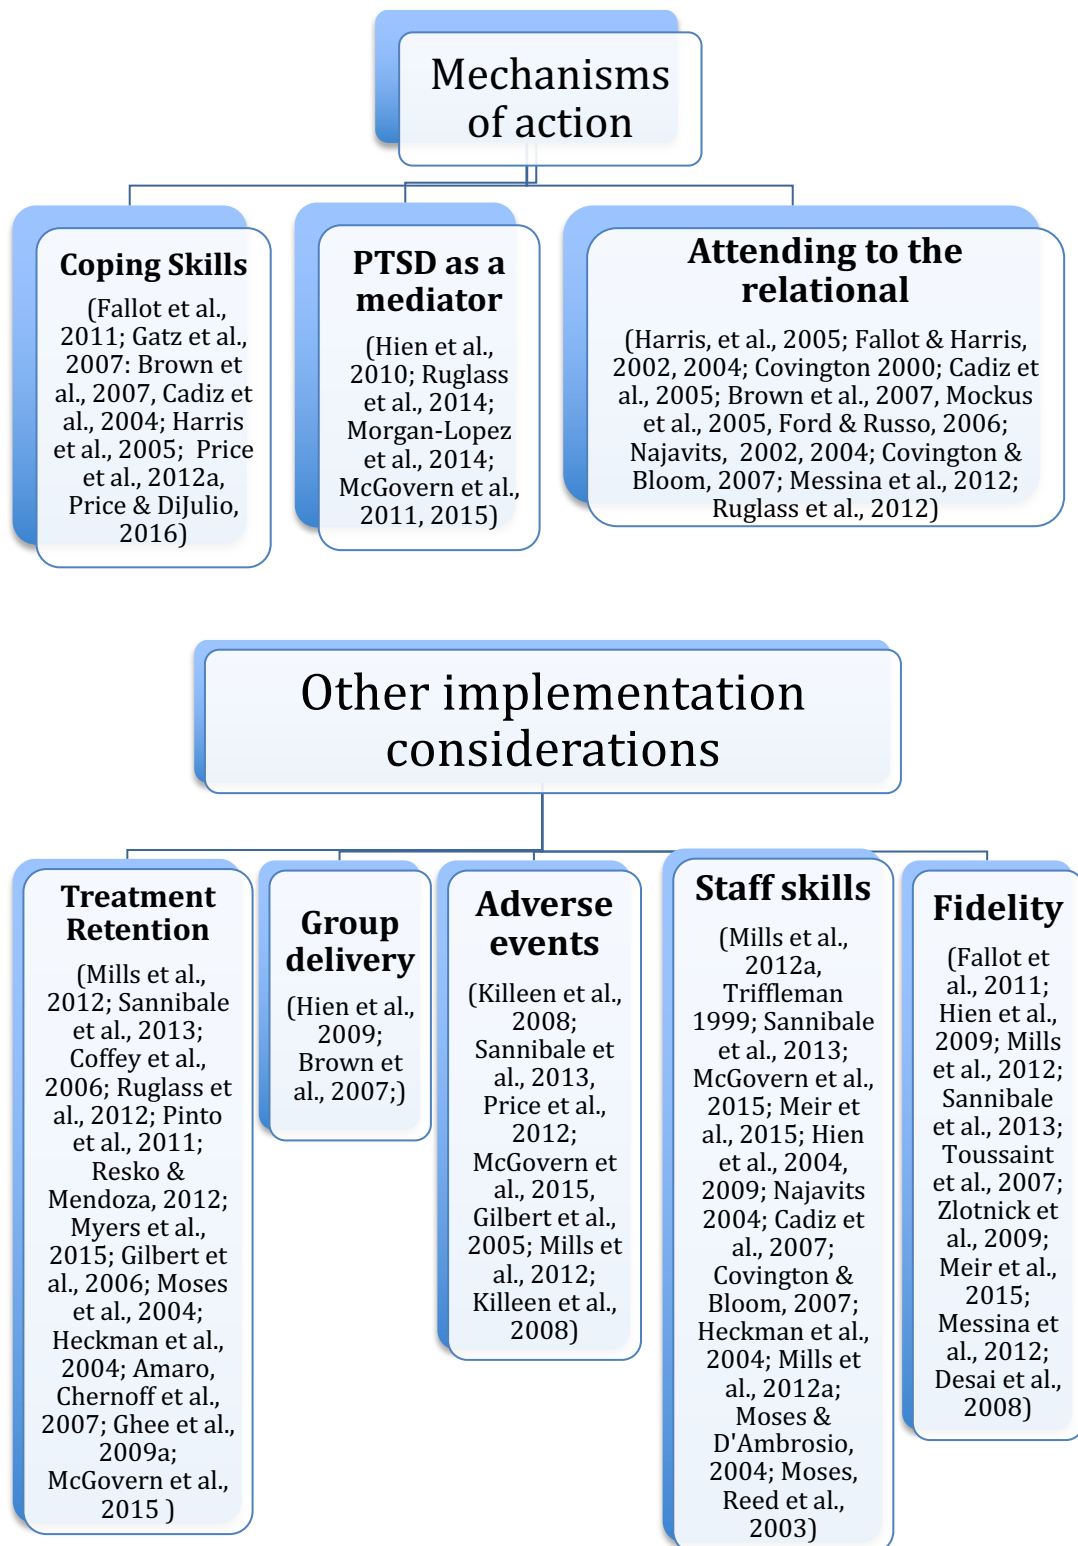 Mechanisms
of action
Coping Skills
(Fallot et al.,
2011; Gatz et al.,
2007: Brown et
al., 2007, Cadiz et
al., 2004; Harris
et al., 2005;  Price
et al., 2012a,
Price & DiJulio,
2016)
PTSD as a
mediator
(Hien et al.,
2010; Ruglass
et al., 2014;
Morgan-Lopez
et al., 2014;
McGovern et al.,
2011, 2015)
Attending to the
relational
(Harris, et al., 2005; Fallot & Harris,
2002, 2004; Covington 2000; Cadiz et
al., 2005; Brown et al., 2007, Mockus
et al., 2005, Ford & Russo, 2006;
Najavits,  2002, 2004; Covington &
Bloom, 2007; Messina et al., 2012;
Ruglass et al., 2012)
Other implementation
considerations
Treatment
Retention
(Mills et al.,
2012; Sannibale
et al., 2013;
Coffey et al.,
2006; Ruglass et
al., 2012; Pinto
et al., 2011;
Resko &
Mendoza, 2012;
Myers et al.,
2015; Gilbert et
al., 2006; Moses
et al., 2004;
Heckman et al.,
2004; Amaro,
Chernoff et al.,
2007; Ghee et al.,
2009a;
McGovern et al.,
2015 )
Group
delivery
(Hien et al.,
2009;
Brown et
al., 2007;)
Adverse
events
(Killeen et al.,
2008;
Sannibale et
al., 2013,
Price et al.,
2012;
McGovern et
al., 2015,
Gilbert et al.,
2005; Mills et
al., 2012;
Killeen et al.,
2008)
Staff skills
(Mills et al.,
2012a,
Triffleman
1999; Sannibale
et al., 2013;
McGovern et al.,
2015; Meir et
al., 2015; Hien
et al., 2004,
2009; Najavits
2004; Cadiz et
al., 2007;
Covington &
Bloom, 2007;
Heckman et al.,
2004; Mills et
al., 2012a;
Moses &
D'Ambrosio,
2004; Moses,
Reed et al.,
2003)
Fidelity
(Fallot et
al., 2011;
Hien et al.,
2009; Mills
et al., 2012;
Sannibale
et al., 2013;
Toussaint
et al., 2007;
Zlotnick et
al., 2009;
Meir et al.,
2015;
Messina et
al., 2012;
Desai et al.,
2008)